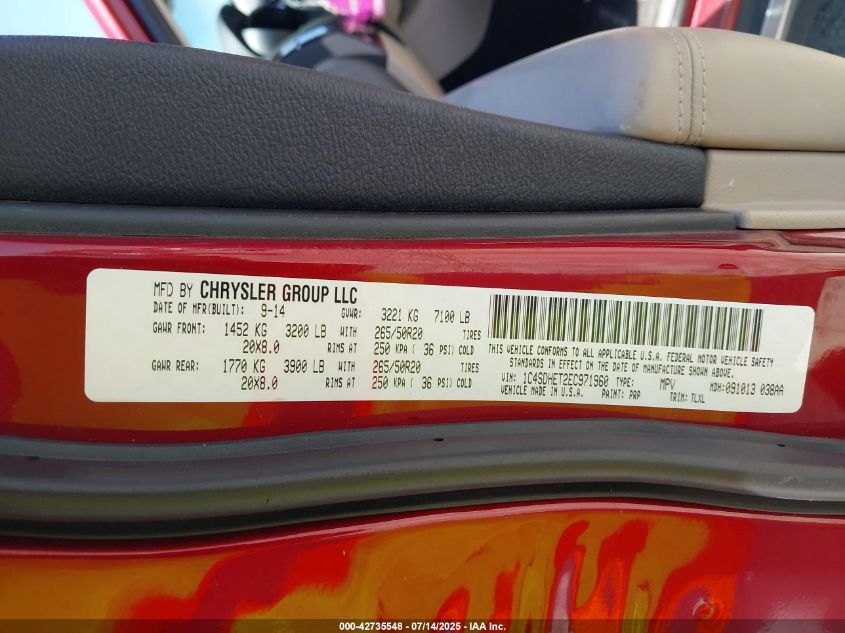 MFD BY CHRYSLER GROUP LLC
DATE OF MFR(BUILT): 9-14 GVWR: 3221 KG 7100 LB
GAWR FRONT: 1452 KG 3200 LB WITH 265/50R20 TIRES
20X8.0 RIMS AT 250 KPA ( 36 PSI) COLD
GAWR REAR: 1770 KG 3900 LB WITH 265/50R20 TIRES
20X8.0 RIMS AT 250 KPA ( 36 PSI) COLD
THIS VEHICLE CONFORMS TO ALL APPLICABLE U.S.A. FEDERAL MOTOR VEHICLE SAFETY
STANDARDS IN EFFECT ON THE DATE OF MANUFACTURE SHOWN ABOVE.
VIN: 1C4SDHET2EC971960 TYPE: MPV MDH:091013 038AA
VEHICLE MADE IN U.S.A. PAINT: PRP TRIM: TLXL
000-42735548 - 07/14/2025 - IAA Inc.